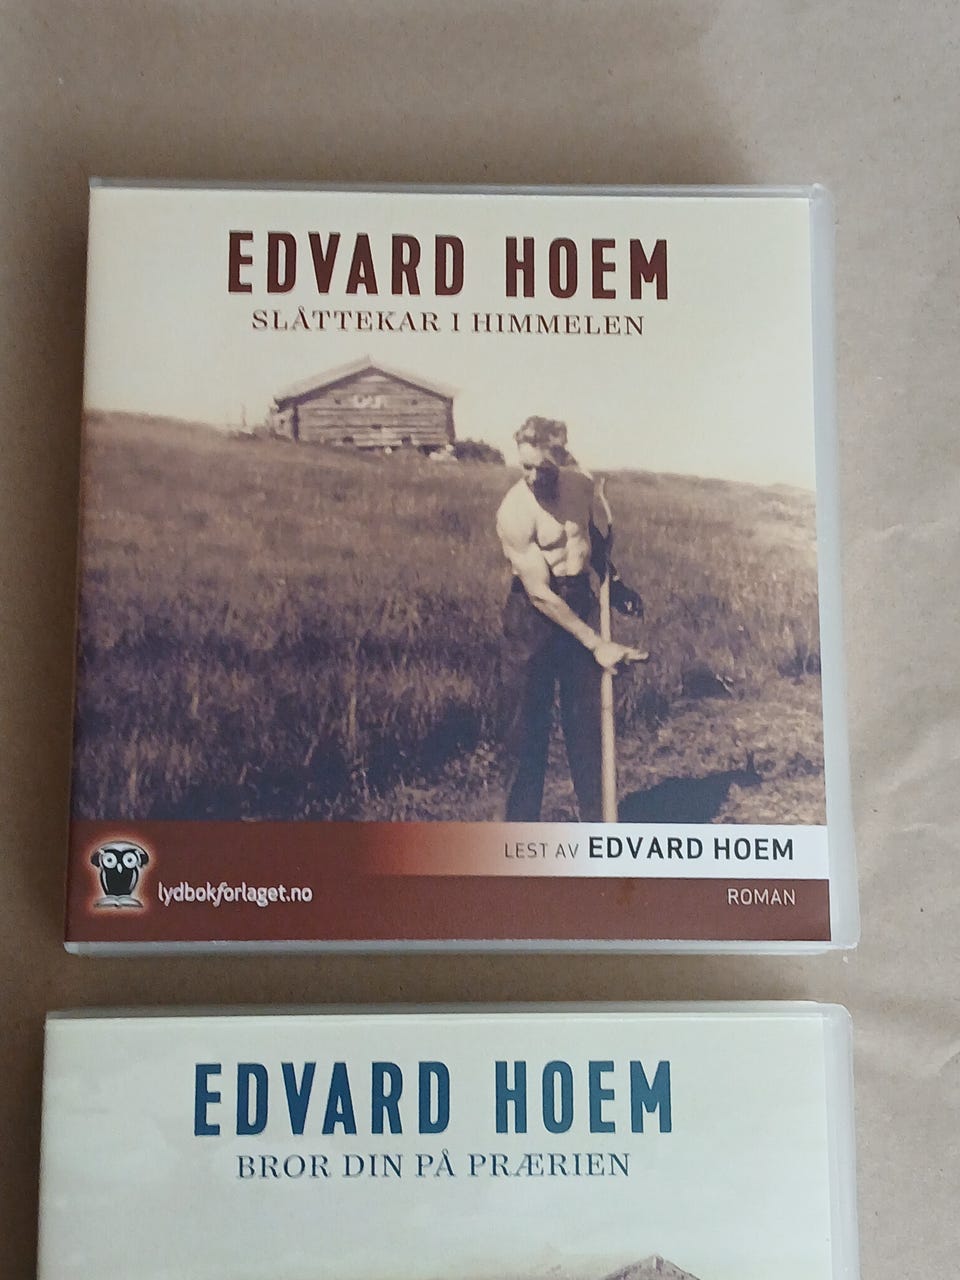 EDVARD HOEM
SLÅTTEKAR I HIMMELEN
LEST AV EDVARD HOEM
lydbokforlaget.no
ROMAN
EDVARD HOEM
BROR DIN PÅ PRÆRIEN